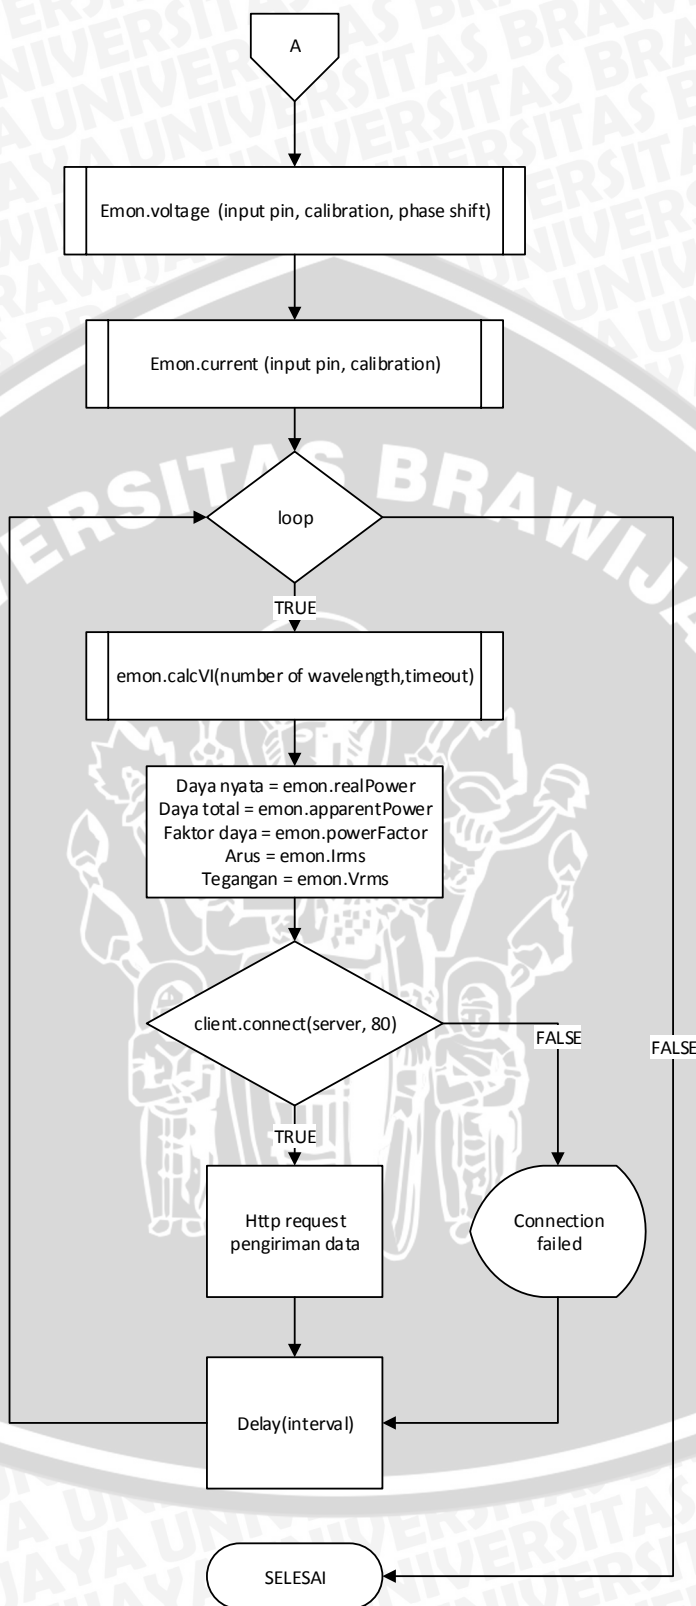 A
Emon.voltage (input pin, calibration, phase shift)
Emon.current (input pin, calibration)
UNIVERSITAS BRAWIJAYA
loop
TRUE
emon.calcVI(number of wavelength,timeout)
Daya nyata = emon.realPower
Daya total = emon.apparentPower
Faktor daya = emon.powerFactor
Arus = emon.Irms
Tegangan = emon.Vrms
client.connect(server, 80)
FALSE
FALSE
TRUE
Http request
pengiriman data
Connection
failed
Delay(interval)
SELESAI